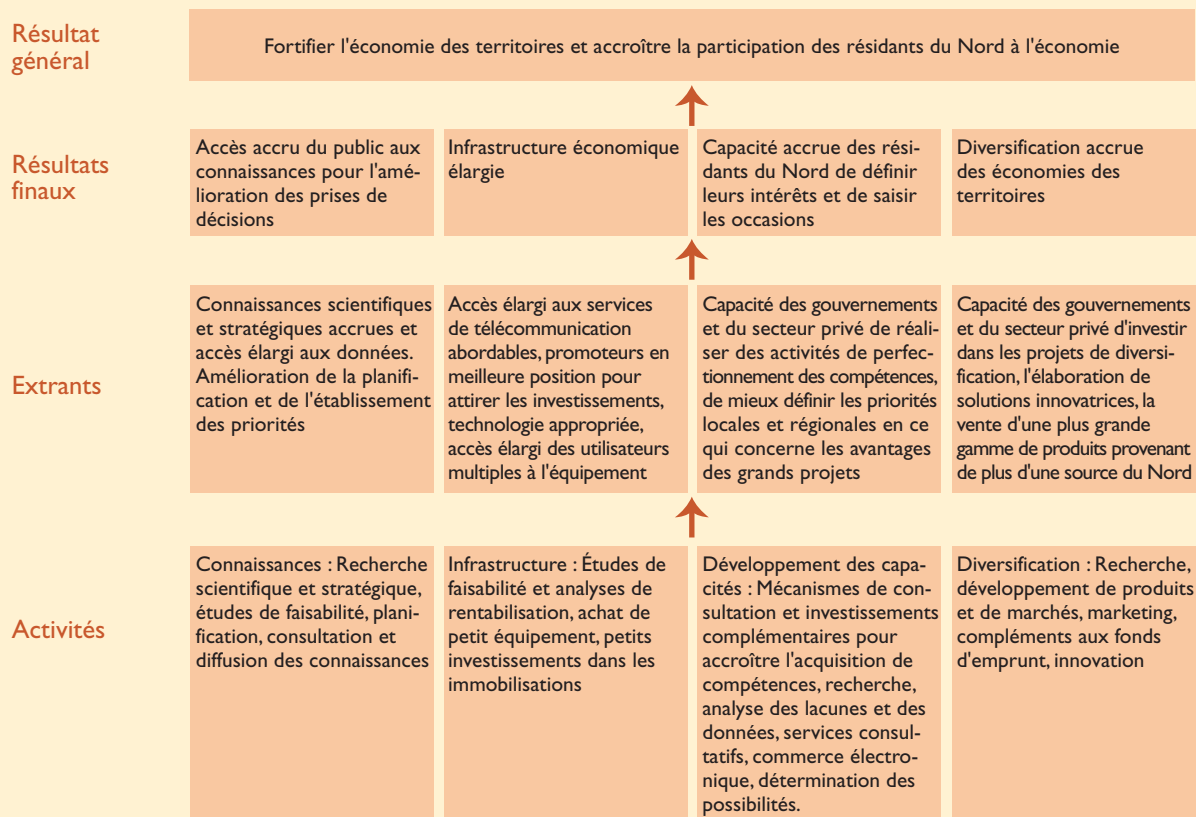 Résultat
général
Fortifier l'économie des territoires et accroître la participation des résidants du Nord à l'économie
Résultats
finaux
Accès accru du public aux
connaissances pour l'amé-
lioration des prises de
décisions
Infrastructure économique
élargie
Capacité accrue des rési-
dants du Nord de définir
leurs intérêts et de saisir
les occasions
Diversification accrue
des économies des
territoires
Extrants
Connaissances scientifiques
et stratégiques accrues et
accès élargi aux données.
Amélioration de la planifi-
cation et de l'établissement
des priorités
Accès élargi aux services
de télécommunication
abordables, promoteurs en
meilleure position pour
attirer les investissements,
technologie appropriée,
accès élargi des utilisateurs
multiples à l'équipement
Capacité des gouvernements
et du secteur privé de réali-
ser des activités de perfec-
tionnement des compétences,
de mieux définir les priorités
locales et régionales en ce
qui concerne les avantages
des grands projets
Capacité des gouvernements
et du secteur privé d'investir
dans les projets de diversi-
fication, l'élaboration de
solutions innovatrices, la
vente d'une plus grande
gamme de produits provenant
de plus d'une source du Nord
Activités
Connaissances : Recherche
scientifique et stratégique,
études de faisabilité, plani-
fication, consultation et
diffusion des connaissances
Infrastructure : Études de
faisabilité et analyses de
rentabilisation, achat de
petit équipement, petits
investissements dans les
immobilisations
Développement des capa-
cités : Mécanismes de con-
sultation et investissements
complémentaires pour
accroître l'acquisition de
compétences, recherche,
analyse des lacunes et des
données, services consul-
tatifs, commerce électro-
nique, détermination des
possibilités.
Diversification : Recherche,
développement de produits
et de marchés, marketing,
compléments aux fonds
d'emprunt, innovation